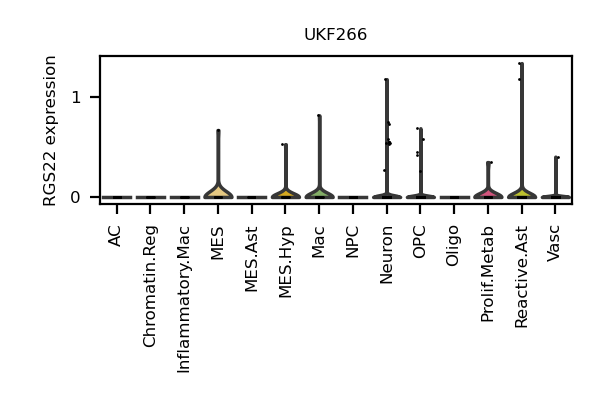 UKF266
RGS22 expression
1
0
AC
Chromatin.Reg
Inflammatory.Mac
MES
MES.Ast
MES.Hyp
Mac
NPC
Neuron
OPC
Oligo
Prolif.Metab
Reactive.Ast
Vasc